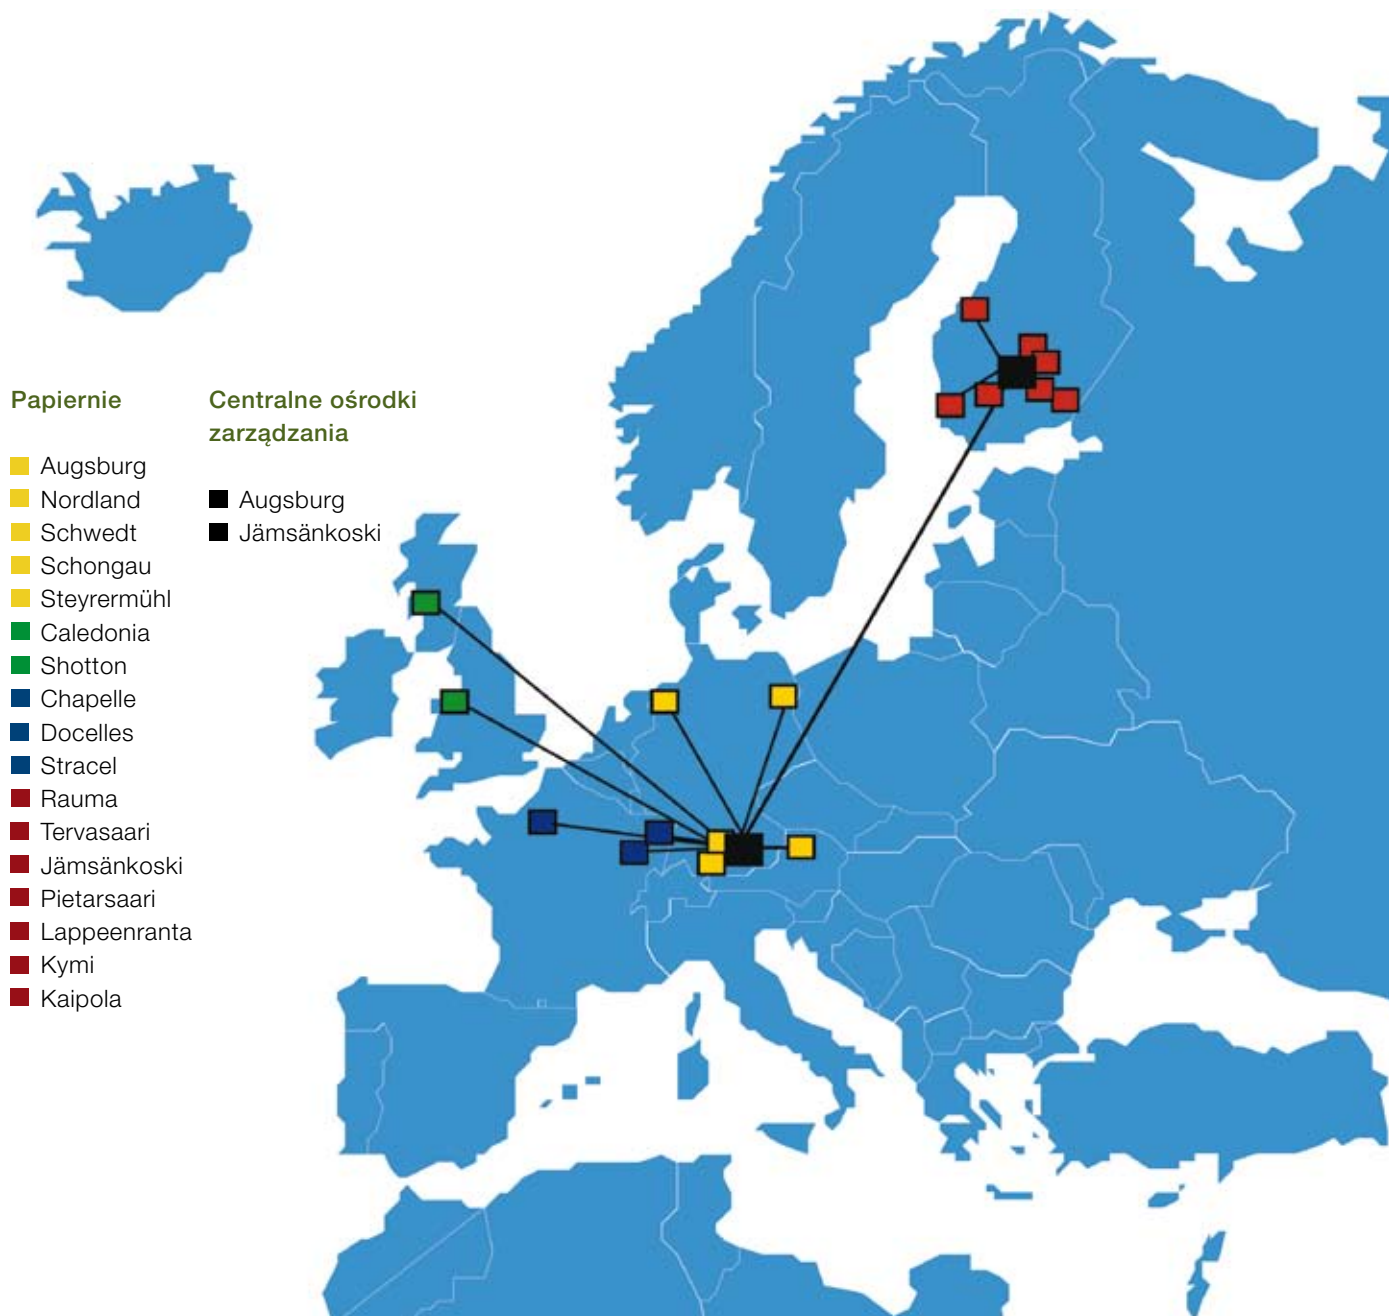 Papiernie
Augsburg
Nordland
Schwedt
Schongau
Steyrermühl
Caledonia
Shotton
Chapelle
Docelles
Stracel
Rauma
Tervasaari
Jämsänkoski
Pietarsaari
Lappeenranta
Kymi
Kaipola
Centralne ośrodki
zarządzania
Augsburg
Jämsänkoski